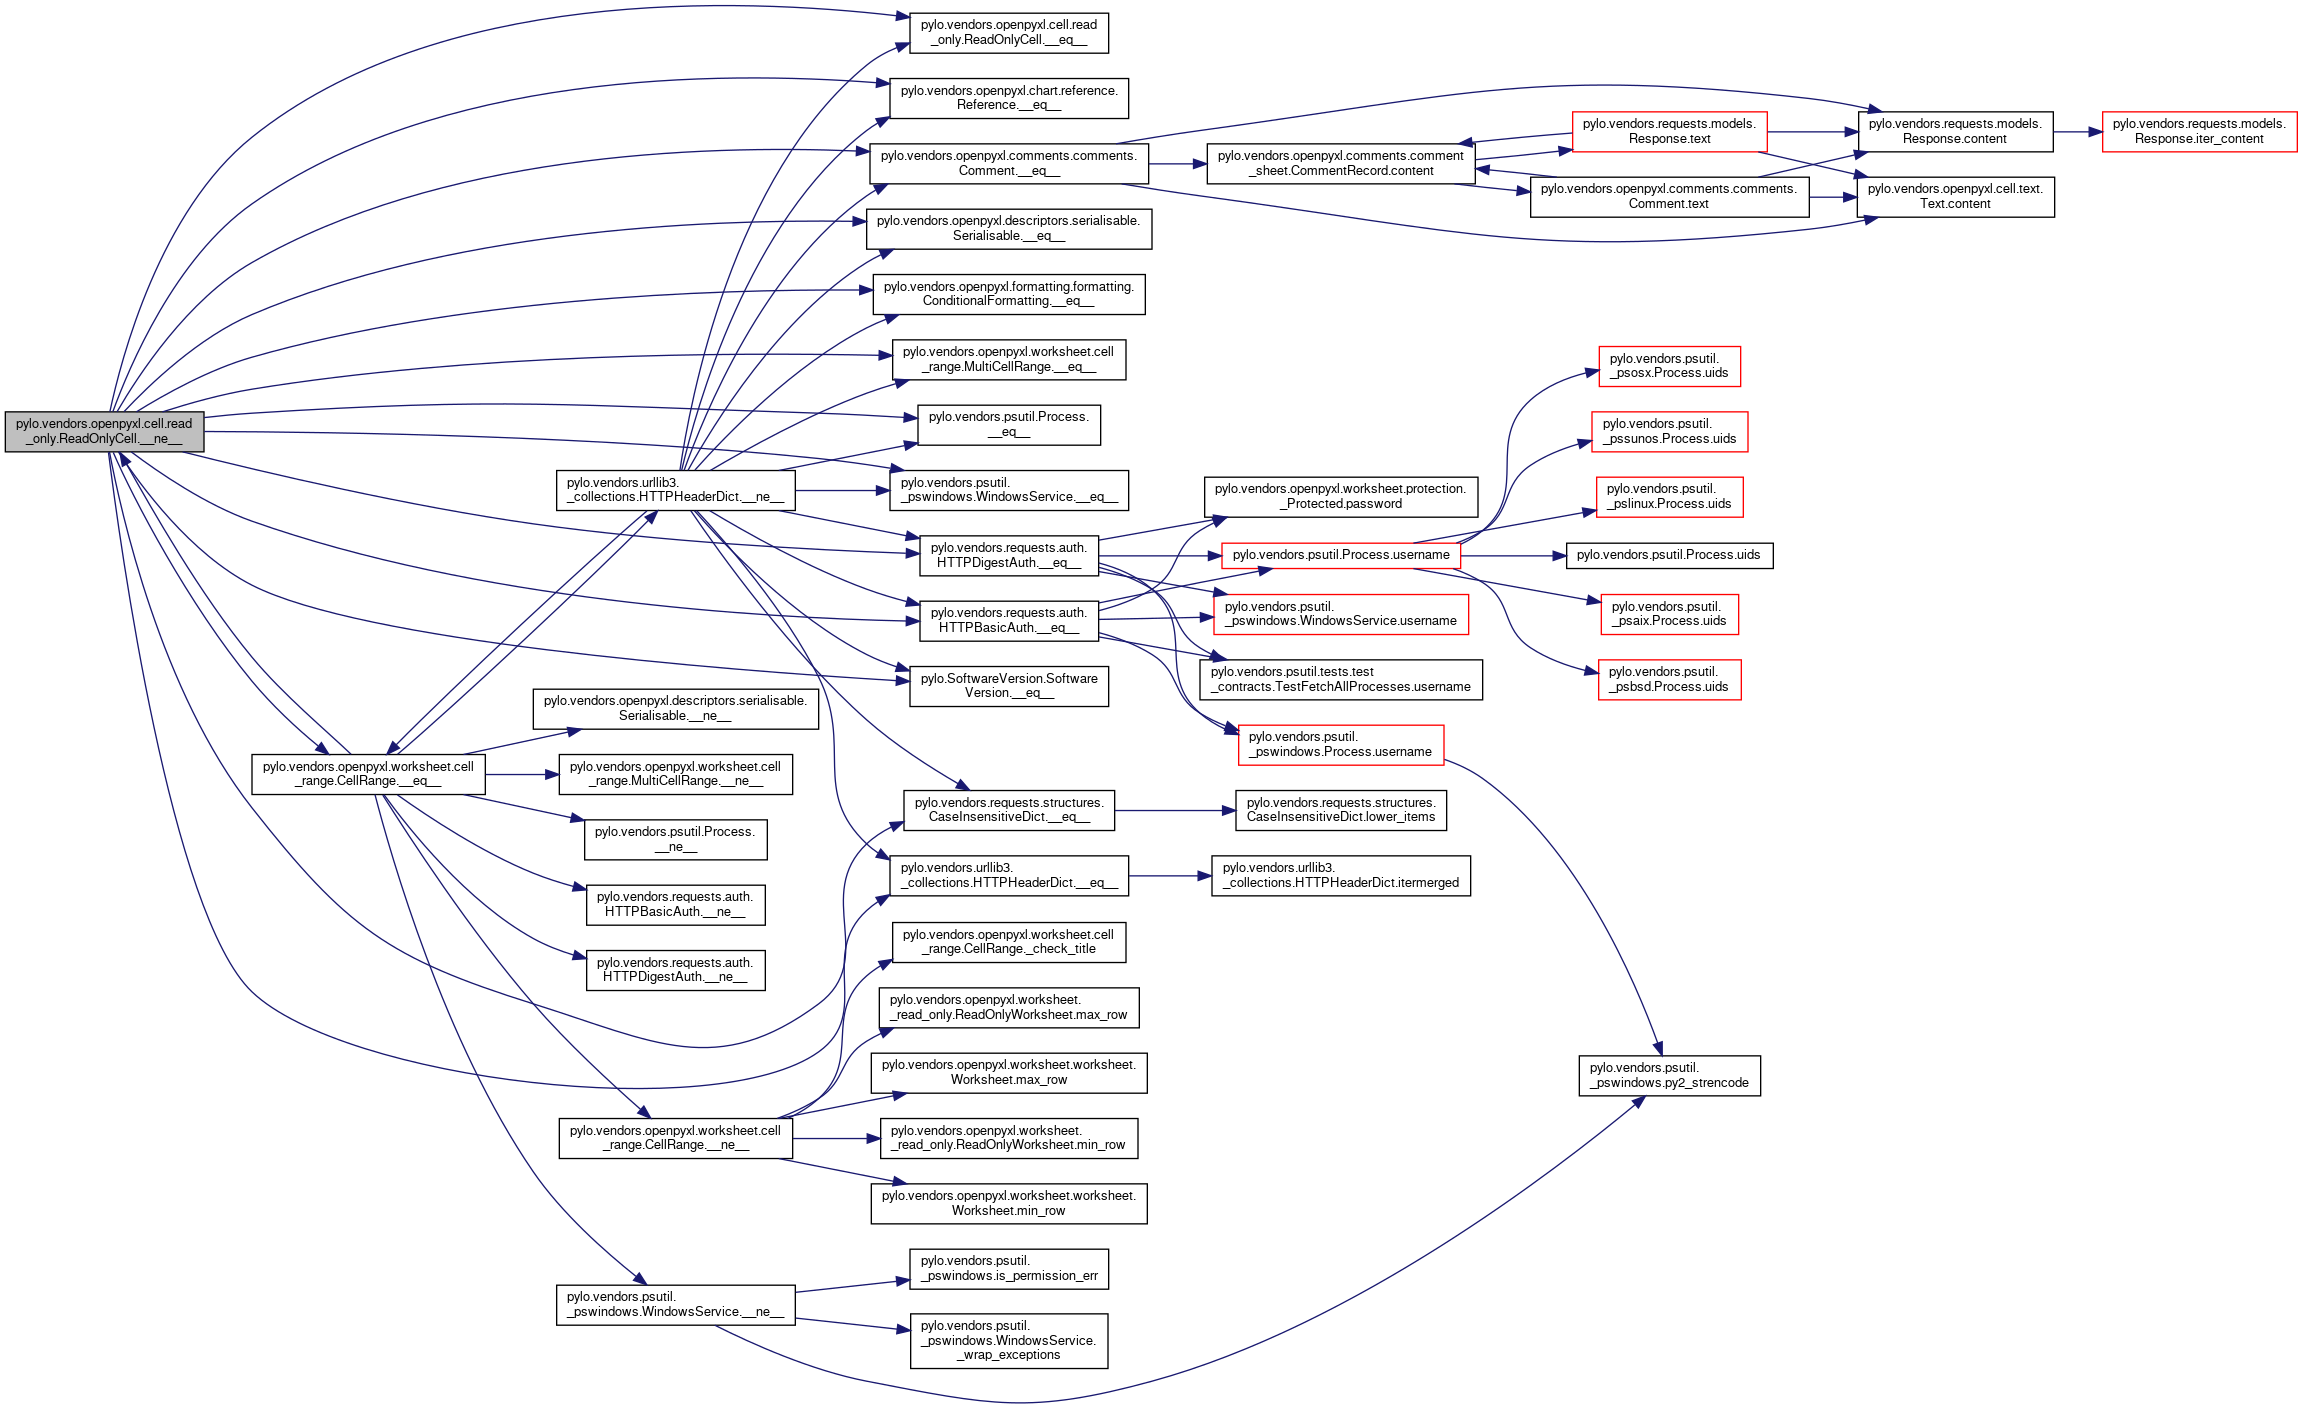 pylo.vendors.openpyxl.cell.read
_only.ReadOnlyCell.__ne__
pylo.vendors.openpyxl.cell.read
_only.ReadOnlyCell.__eq__
pylo.vendors.openpyxl.chart.reference.
Reference.__eq__
pylo.vendors.openpyxl.comments.comments.
Comment.__eq__
pylo.vendors.openpyxl.comments.comment
_sheet.CommentRecord.content
pylo.vendors.requests.models.
Response.text
pylo.vendors.openpyxl.comments.comments.
Comment.text
pylo.vendors.requests.models.
Response.content
pylo.vendors.openpyxl.cell.text.
Text.content
pylo.vendors.requests.models.
Response.iter_content
pylo.vendors.openpyxl.descriptors.serialisable.
Serialisable.__eq__
pylo.vendors.openpyxl.formatting.formatting.
ConditionalFormatting.__eq__
pylo.vendors.openpyxl.worksheet.cell
_range.MultiCellRange.__eq__
pylo.vendors.psutil.Process.
__eq__
pylo.vendors.urllib3.
_collections.HTTPHeaderDict.__ne__
pylo.vendors.psutil.
_pswindows.WindowsService.__eq__
pylo.vendors.requests.auth.
HTTPDigestAuth.__eq__
pylo.vendors.requests.auth.
HTTPBasicAuth.__eq__
pylo.SoftwareVersion.Software
Version.__eq__
pylo.vendors.openpyxl.worksheet.protection.
_Protected.password
pylo.vendors.psutil.Process.username
pylo.vendors.psutil.
_pswindows.WindowsService.username
pylo.vendors.psutil.tests.test
_contracts.TestFetchAllProcesses.username
pylo.vendors.psutil.
_pswindows.Process.username
pylo.vendors.psutil.
_psosx.Process.uids
pylo.vendors.psutil.
_pssunos.Process.uids
pylo.vendors.psutil.
_pslinux.Process.uids
pylo.vendors.psutil.Process.uids
pylo.vendors.psutil.
_psaix.Process.uids
pylo.vendors.psutil.
_psbsd.Process.uids
pylo.vendors.openpyxl.worksheet.cell
_range.CellRange.__eq__
pylo.vendors.openpyxl.descriptors.serialisable.
Serialisable.__ne__
pylo.vendors.openpyxl.worksheet.cell
_range.MultiCellRange.__ne__
pylo.vendors.psutil.Process.
__ne__
pylo.vendors.requests.auth.
HTTPBasicAuth.__ne__
pylo.vendors.requests.auth.
HTTPDigestAuth.__ne__
pylo.vendors.requests.structures.
CaseInsensitiveDict.__eq__
pylo.vendors.requests.structures.
CaseInsensitiveDict.lower_items
pylo.vendors.urllib3.
_collections.HTTPHeaderDict.__eq__
pylo.vendors.urllib3.
_collections.HTTPHeaderDict.itermerged
pylo.vendors.openpyxl.worksheet.cell
_range.CellRange._check_title
pylo.vendors.openpyxl.worksheet.
_read_only.ReadOnlyWorksheet.max_row
pylo.vendors.openpyxl.worksheet.worksheet.
Worksheet.max_row
pylo.vendors.openpyxl.worksheet.cell
_range.CellRange.__ne__
pylo.vendors.openpyxl.worksheet.
_read_only.ReadOnlyWorksheet.min_row
pylo.vendors.openpyxl.worksheet.worksheet.
Worksheet.min_row
pylo.vendors.psutil.
_pswindows.py2_strencode
pylo.vendors.psutil.
_pswindows.WindowsService.__ne__
pylo.vendors.psutil.
_pswindows.is_permission_err
pylo.vendors.psutil.
_pswindows.WindowsService.
_wrap_exceptions